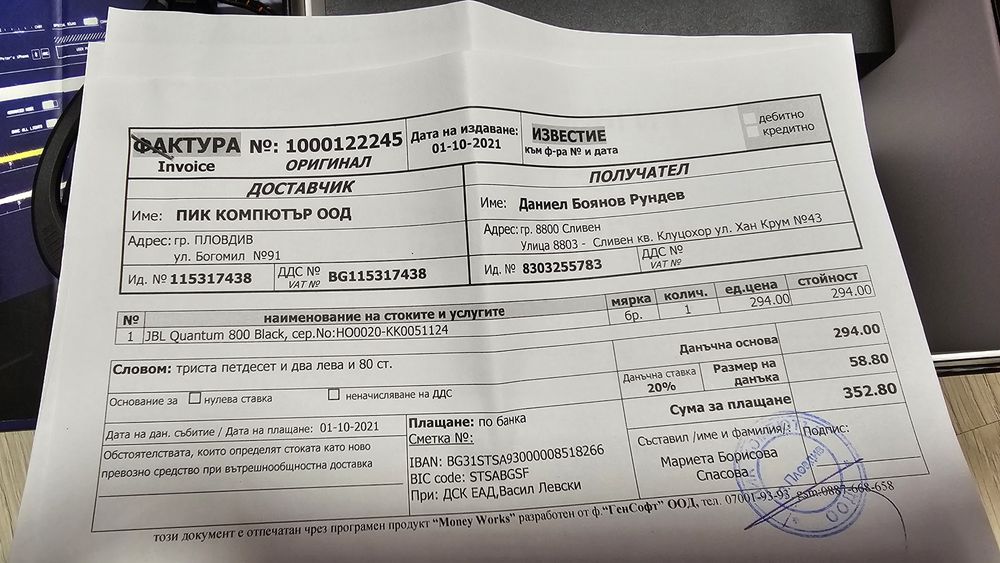 ФАКТУРА №: 1000122245
Invoice ОРИГИНАЛ
Дата на издаване:
01-10-2021
ИЗВЕСТИЕ
към ф-ра № и дата
дебитно
кредитно
ДОСТАВЧИК
Име: ПИК КОМПЮТЪР ООД
Адрес: гр. ПЛОВДИВ
ул. Богомил №91
Ид. № 115317438 ДДС № VAT № BG115317438
ПОЛУЧАТЕЛ
Име: Даниел Боянов Рундев
Адрес: гр. 8800 Сливен
Улица 8803 - Сливен кв. Клуцохор ул. Хан Крум №43
Ид. № 8303255783 ДДС № VAT №
№ наименование на стоките и услугите мярка колич. ед.цена стойност
1 JBL Quantum 800 Black, сер.No:HO0020-KK0051124 бр. 1 294.00 294.00
Словом: триста петдесет и два лева и 80 ст.
Данъчна основа 294.00
Данъчна ставка 20% Размер на данъка 58.80
Сума за плащане 352.80
Основание за нулева ставка неначисляване на ДДС
Дата на дан. събитие / Дата на плащане: 01-10-2021
Обстоятелствата, които определят стоката като ново
превозно средство при вътрешнообщностна доставка
Плащане: по банка
Сметка №:
IBAN: BG31STSA93000008518266
BIC code: STSABGSF
При: ДСК ЕАД,Васил Левски
Съставил /име и фамилия/: Подпис:
Мариета Борисова
Спасова
този документ е отпечатан чрез програмен продукт "Money Works" разработен от ф."ГенСофт" ООД, тел. 07001-93-93, gsm:0887-668-658
ПЛОВДИВ
ООД